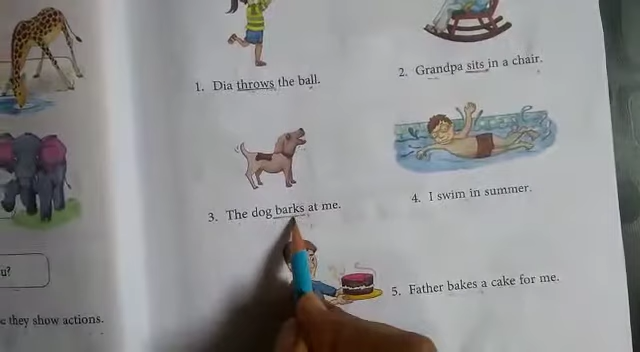 1. Dia throws the ball.
2. Grandpa sits in a chair.
3. The dog barks at me.
4. I swim in summer.
5. Father bakes a cake for me.
u?
they show actions.